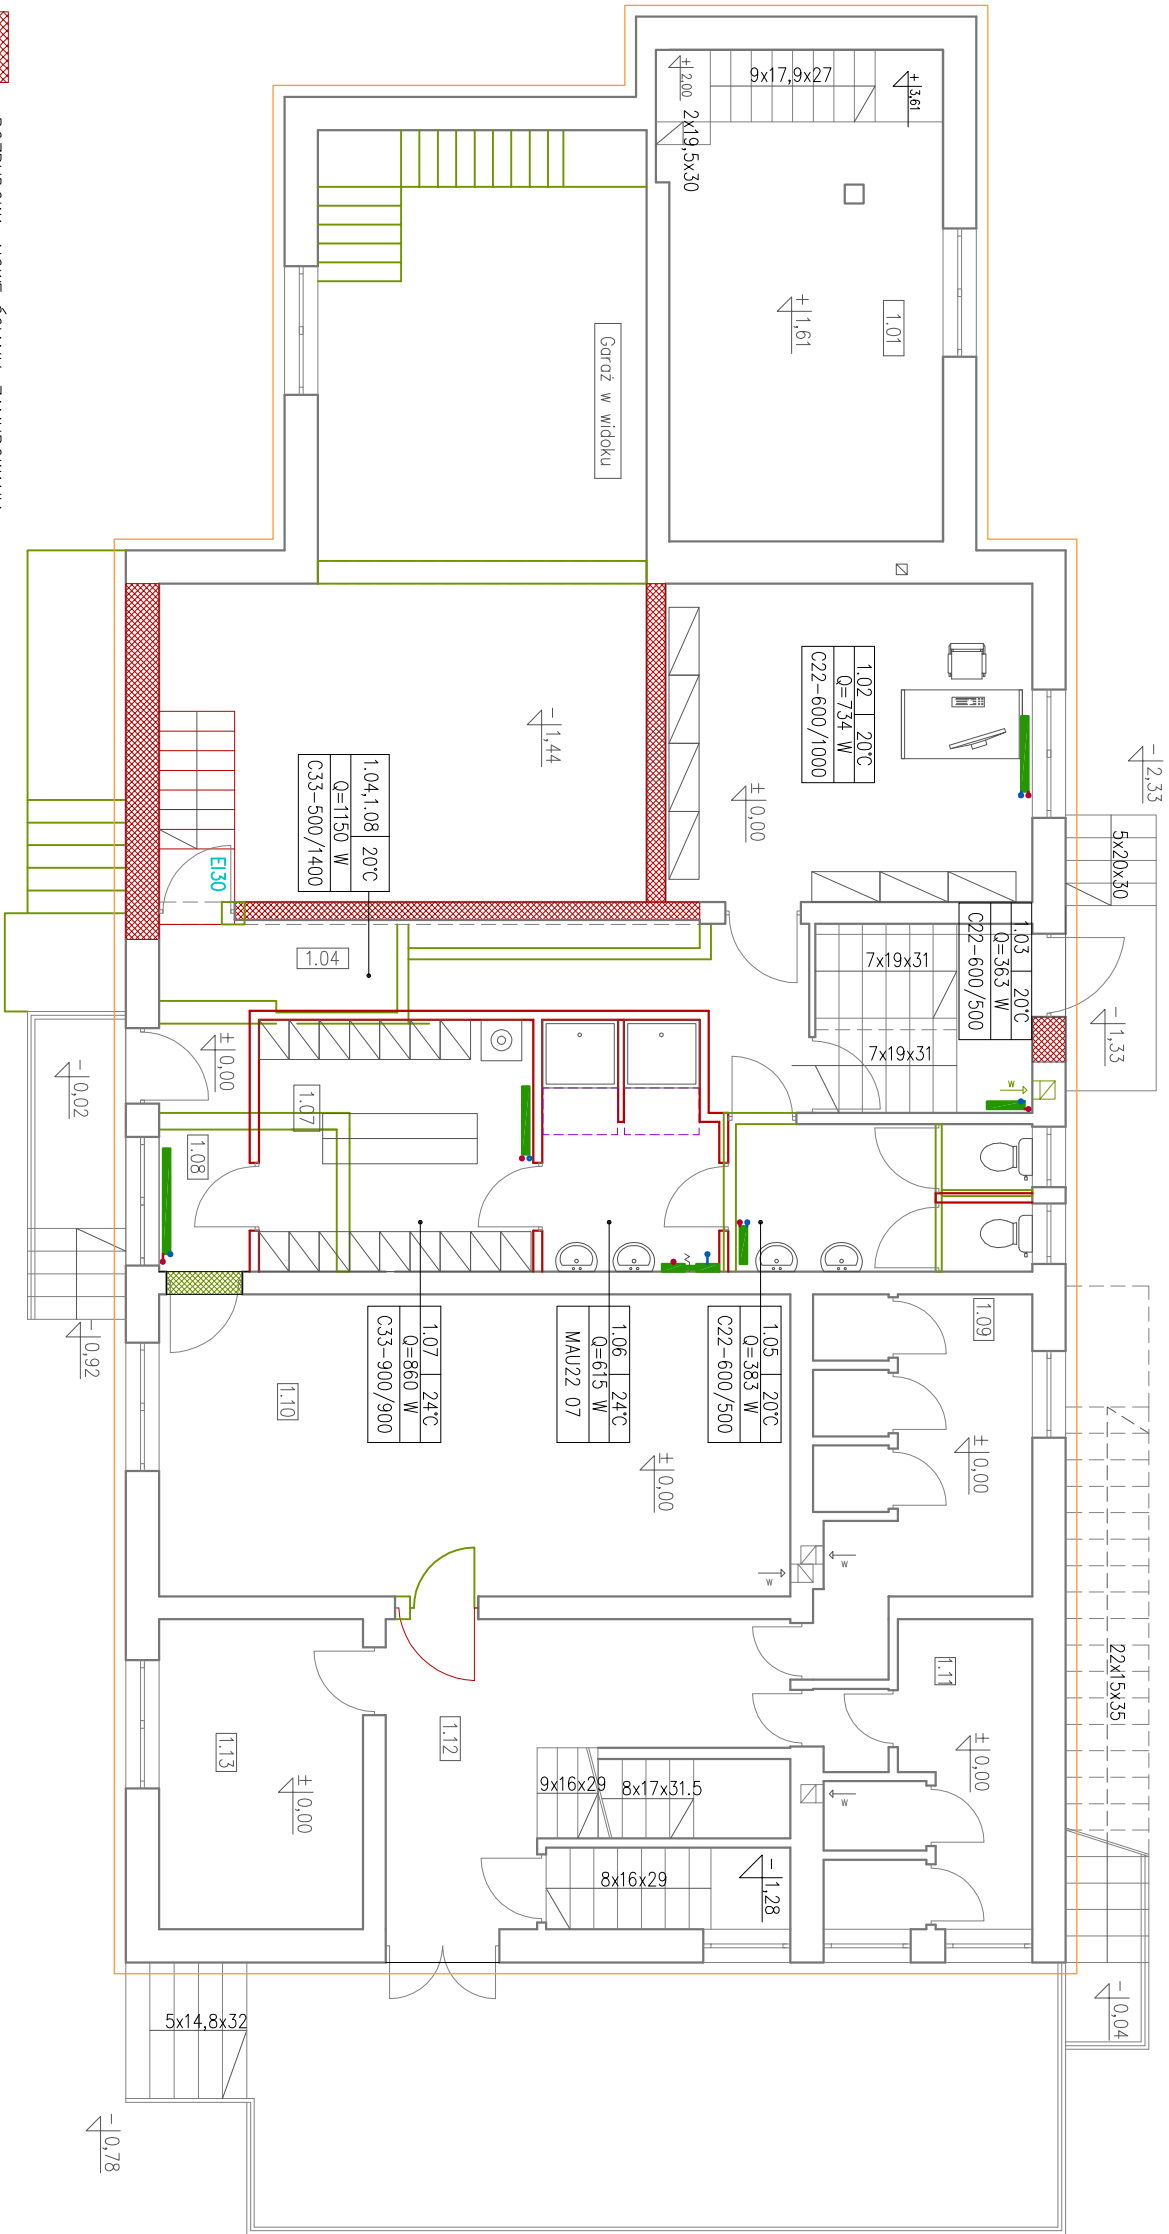 9x17,9x27
+3,61
+2,00
2x19,5x30
1.01
+1,61
Garaż w widoku
1.02 20°C
Q=734 W
C22-600/1000
-2,33
5x20x30
±0,00
-1,44
1.04,1.08 20°C
Q=1150 W
C33-500/1400
EI30
1.03 20°C
Q=363 W
C22-600/500
7x19x31
7x19x31
-1,33
1.04
w
±0,00
-0,02
1.07
1.08
-0,92
1.05 20°C
Q=383 W
C22-600/500
1.06 24°C
Q=615 W
MAU22 07
1.07 24°C
Q=860 W
C33-900/900
1.09
±0,00
1.10
±0,00
w
w
22x15x35
1.11
±0,00
1.12
1.13
±0,00
9x16x29
8x17x31.5
w
8x16x29
-1,28
-0,04
5x14,8x32
-0,78